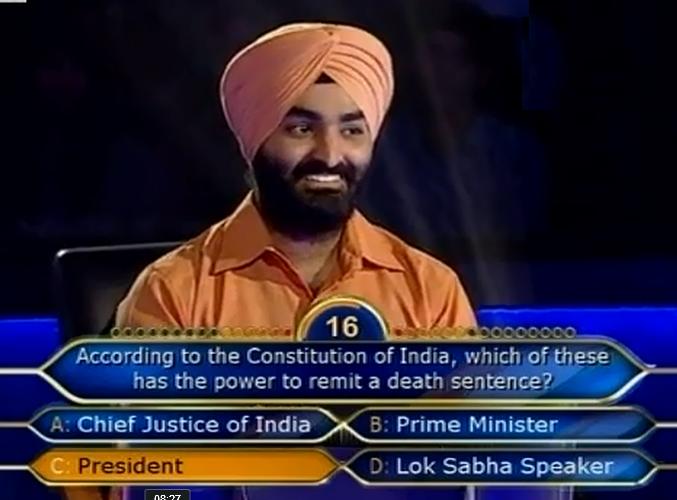 16
According to the Constitution of India, which of these
has the power to remit a death sentence?
A: Chief Justice of India
B: Prime Minister
C: President
D: Lok Sabha Speaker
08:27